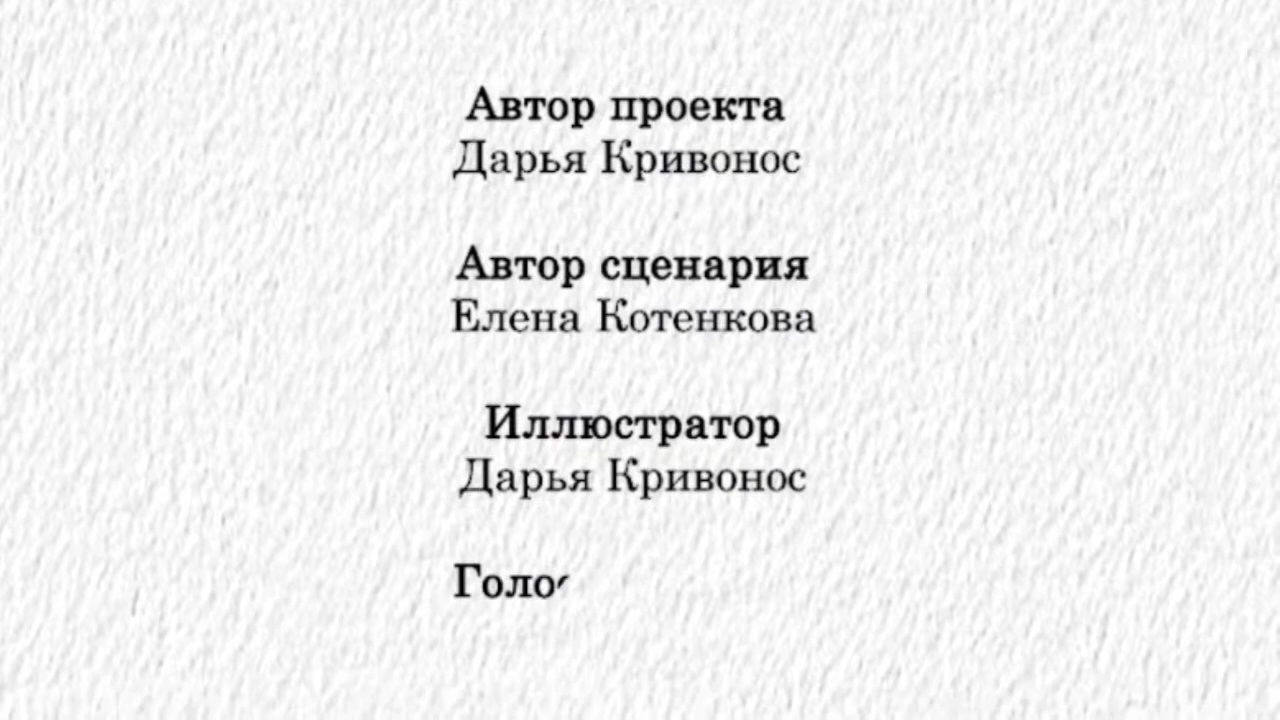 Автор проекта
Дарья Кривонос
Автор сценария
Елена Котенкова
Иллюстратор
Дарья Кривонос